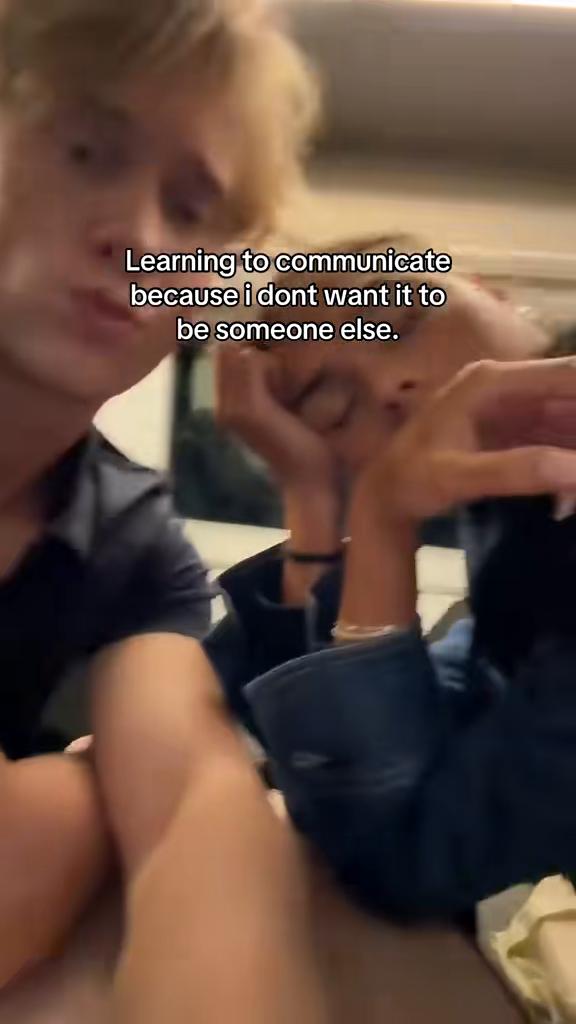 Learning to communicate
because i dont want it to
be someone else.